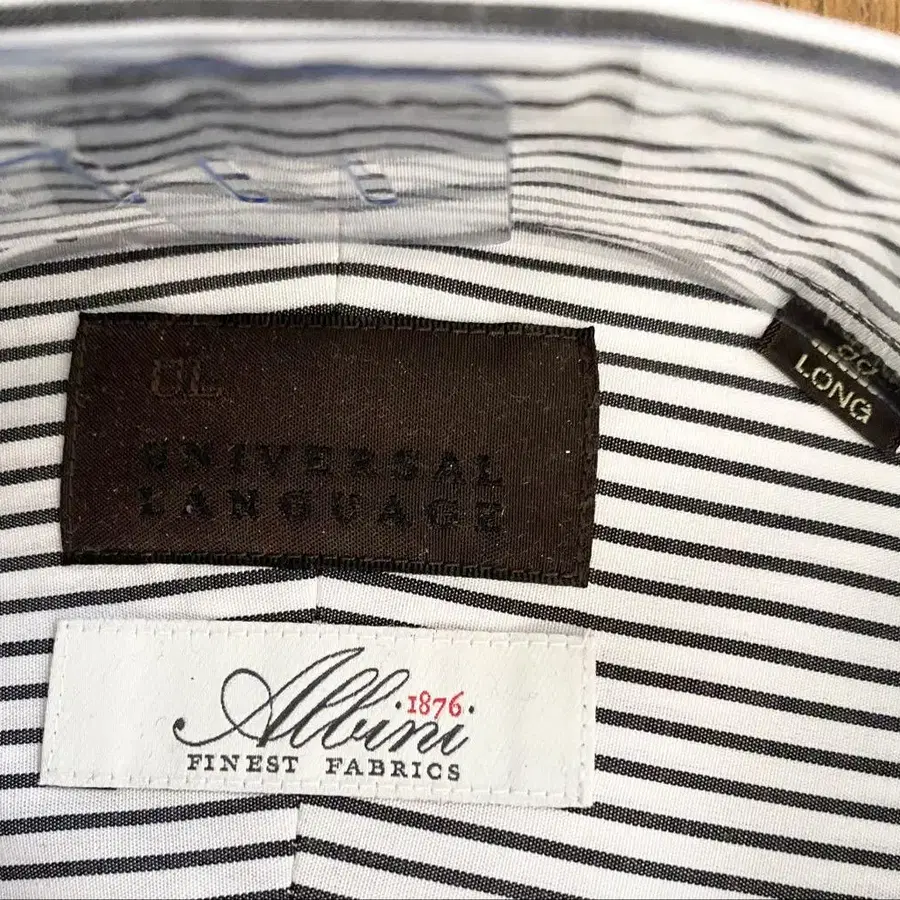 UL
UNIVERSAL
LANGUAGE
LONG
Albini
1876
FINEST FABRICS